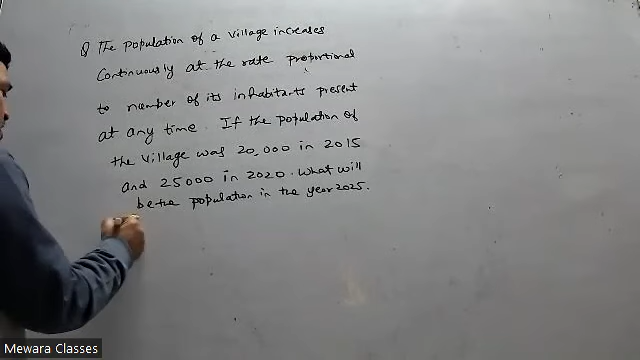 Q The Population of a Village increases
Continuously at the rate proportional
to number of its inhabitants present
at any time. If the population of
the Village was 20,000 in 2015
and 25000 in 2020. What will
be the population in the year 2025.
Mewara Classes